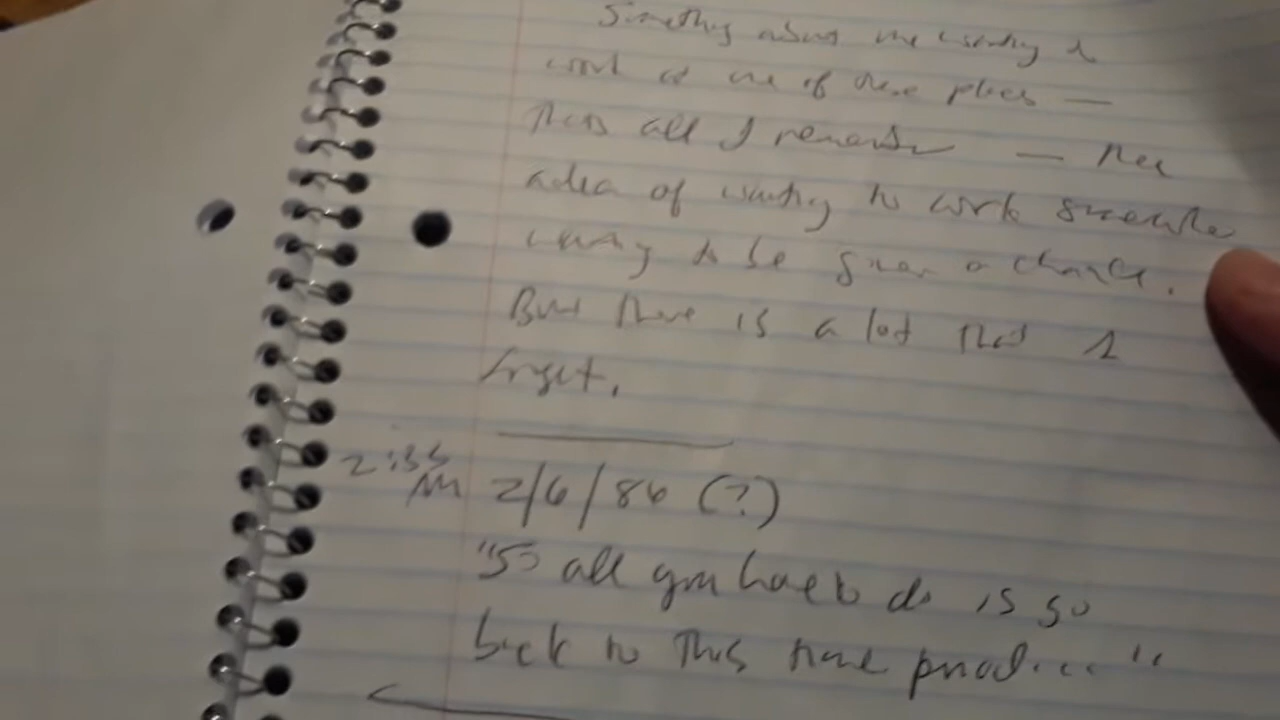 Something about me wanting to
work at one of these places —
Thats all I remember — The
idea of wanting to work someplace
wanting to be given a chance.
But there is a lot that I
forget.
2:35
AM 2/6/86 (?)
"So all you have to do is go
back to This time period..."